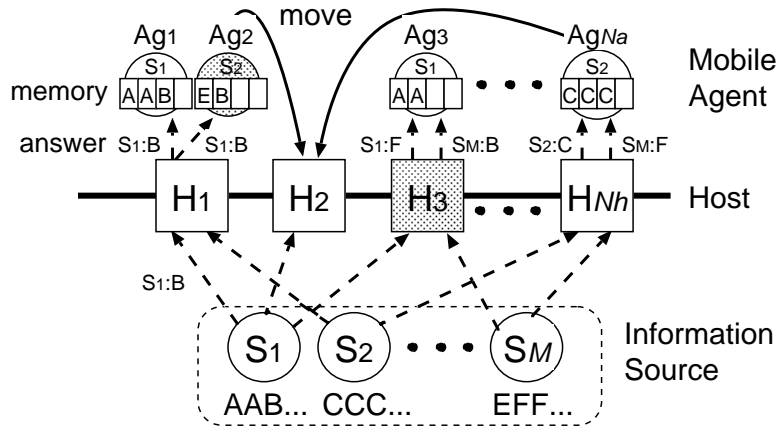 move
Ag1 Ag2 Ag3 AgNa
Mobile Agent
S1 S2 S1 S2
memory A A B E B A A C C C
answer
S1:B S1:B S1:F SM:B S2:C SM:F
H1 H2 H3 HNh Host
S1:B
S1 S2 SM
Information Source
AAB... CCC... EFF...